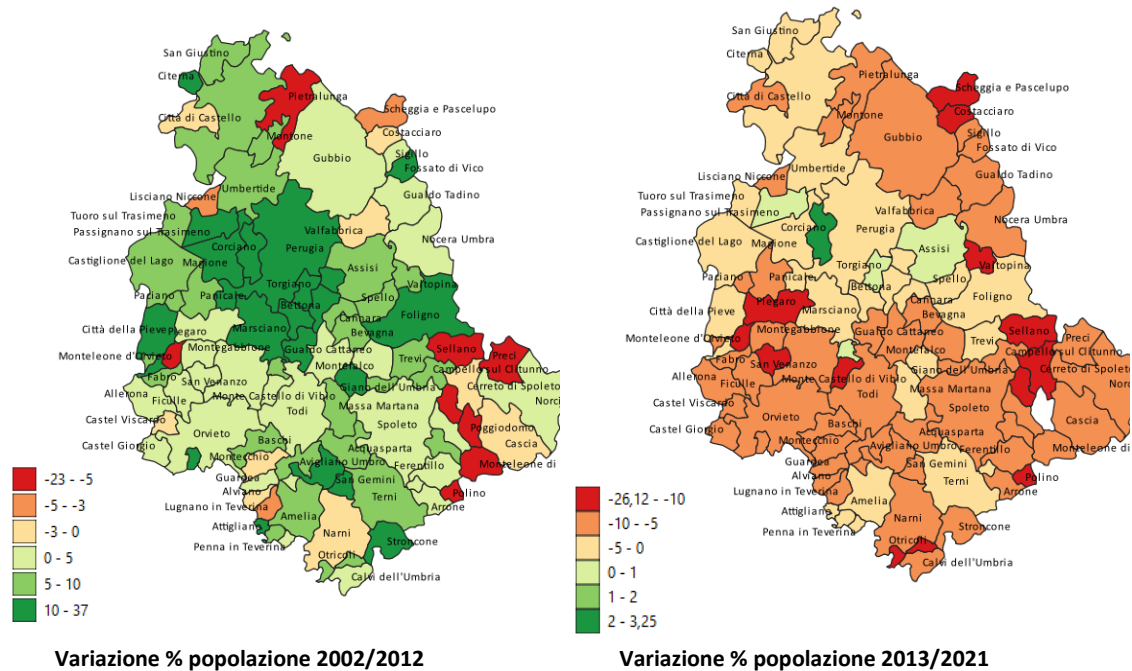 San Giustino
Citerna
Pietralunga
Città di Castello
Scheggia e Pascelupo
Costacciaro
Montone
Gubbio
Sigillo
Fossato di Vico
Umbertide
Lisciano Niccone
Gualdo Tadino
Tuoro sul Trasimeno
Valfabbrica
Passignano sul Trasimeno
Corciano
Perugia
Nocera Umbra
Castiglione del Lago
Magione
Assisi
Torgiano
Valtopina
Paciano
Panicale
Bettona
Spello
Foligno
Cannara
Città della Pieve
Piegaro
Marsciano
Bevagna
Sellano
Preci
Monteleone d'Orvieto
Montegabbione
Gualdo Cattaneo
Trevi
Campello sul Clitunno
Montefalco
Fabro
San Venanzo
Giano dell'Umbria
Cerreto di Spoleto
Allerona
Ficulle
Monte Castello di Vibio
Norci
Massa Martana
Castel Viscardo
Todi
Poggiodomo
Orvieto
Spoleto
Cascia
Castel Giorgio
Baschi
Acquasparta
Montecchio
Avigliano Umbro
Ferentillo
Monteleone di
Guardea
San Gemini
Alviano
Terni
Polino
Lugnano in Teverina
Arrone
Amelia
Attigliano
Narni
Stroncone
Penna in Teverina
Otricoli
Calvi dell'Umbria
-23 - -5
-5 - -3
-3 - 0
0 - 5
5 - 10
10 - 37
Variazione % popolazione 2002/2012
San Giustino
Citerna
Pietralunga
Città di Castello
Scheggia e Pascelupo
Costacciaro
Montone
Gubbio
Sigillo
Fossato di Vico
Umbertide
Lisciano Niccone
Gualdo Tadino
Tuoro sul Trasimeno
Valfabbrica
Passignano sul Trasimeno
Corciano
Perugia
Nocera Umbra
Castiglione del Lago
Magione
Assisi
Torgiano
Valtopina
Paciano
Panicale
Bettona
Spello
Foligno
Cannara
Città della Pieve
Piegaro
Marsciano
Bevagna
Sellano
Preci
Monteleone d'Orvieto
Montegabbione
Gualdo Cattaneo
Trevi
Campello sul Clitunno
Montefalco
Fabro
San Venanzo
Giano dell'Umbria
Cerreto di Spoleto
Allerona
Ficulle
Monte Castello di Vibio
Norci
Massa Martana
Castel Viscardo
Todi
Orvieto
Spoleto
Cascia
Castel Giorgio
Baschi
Acquasparta
Montecchio
Avigliano Umbro
Ferentillo
Monteleone di
Guardea
San Gemini
Alviano
Terni
Polino
Lugnano in Teverina
Arrone
Amelia
Attigliano
Narni
Stroncone
Penna in Teverina
Otricoli
Calvi dell'Umbria
-26,12 - -10
-10 - -5
-5 - 0
0 - 1
1 - 2
2 - 3,25
Variazione % popolazione 2013/2021